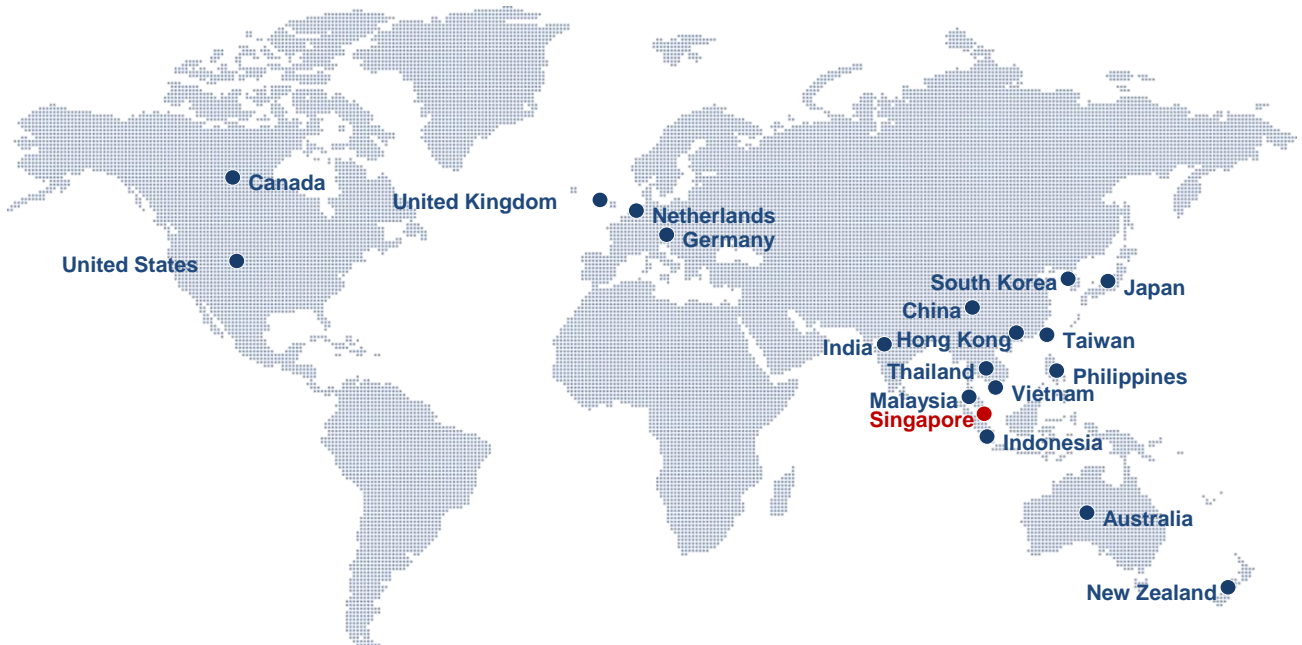 Canada
United Kingdom
Netherlands
Germany
United States
South Korea
Japan
China
Hong Kong
Taiwan
India
Thailand
Philippines
Vietnam
Malaysia
Singapore
Indonesia
Australia
New Zealand